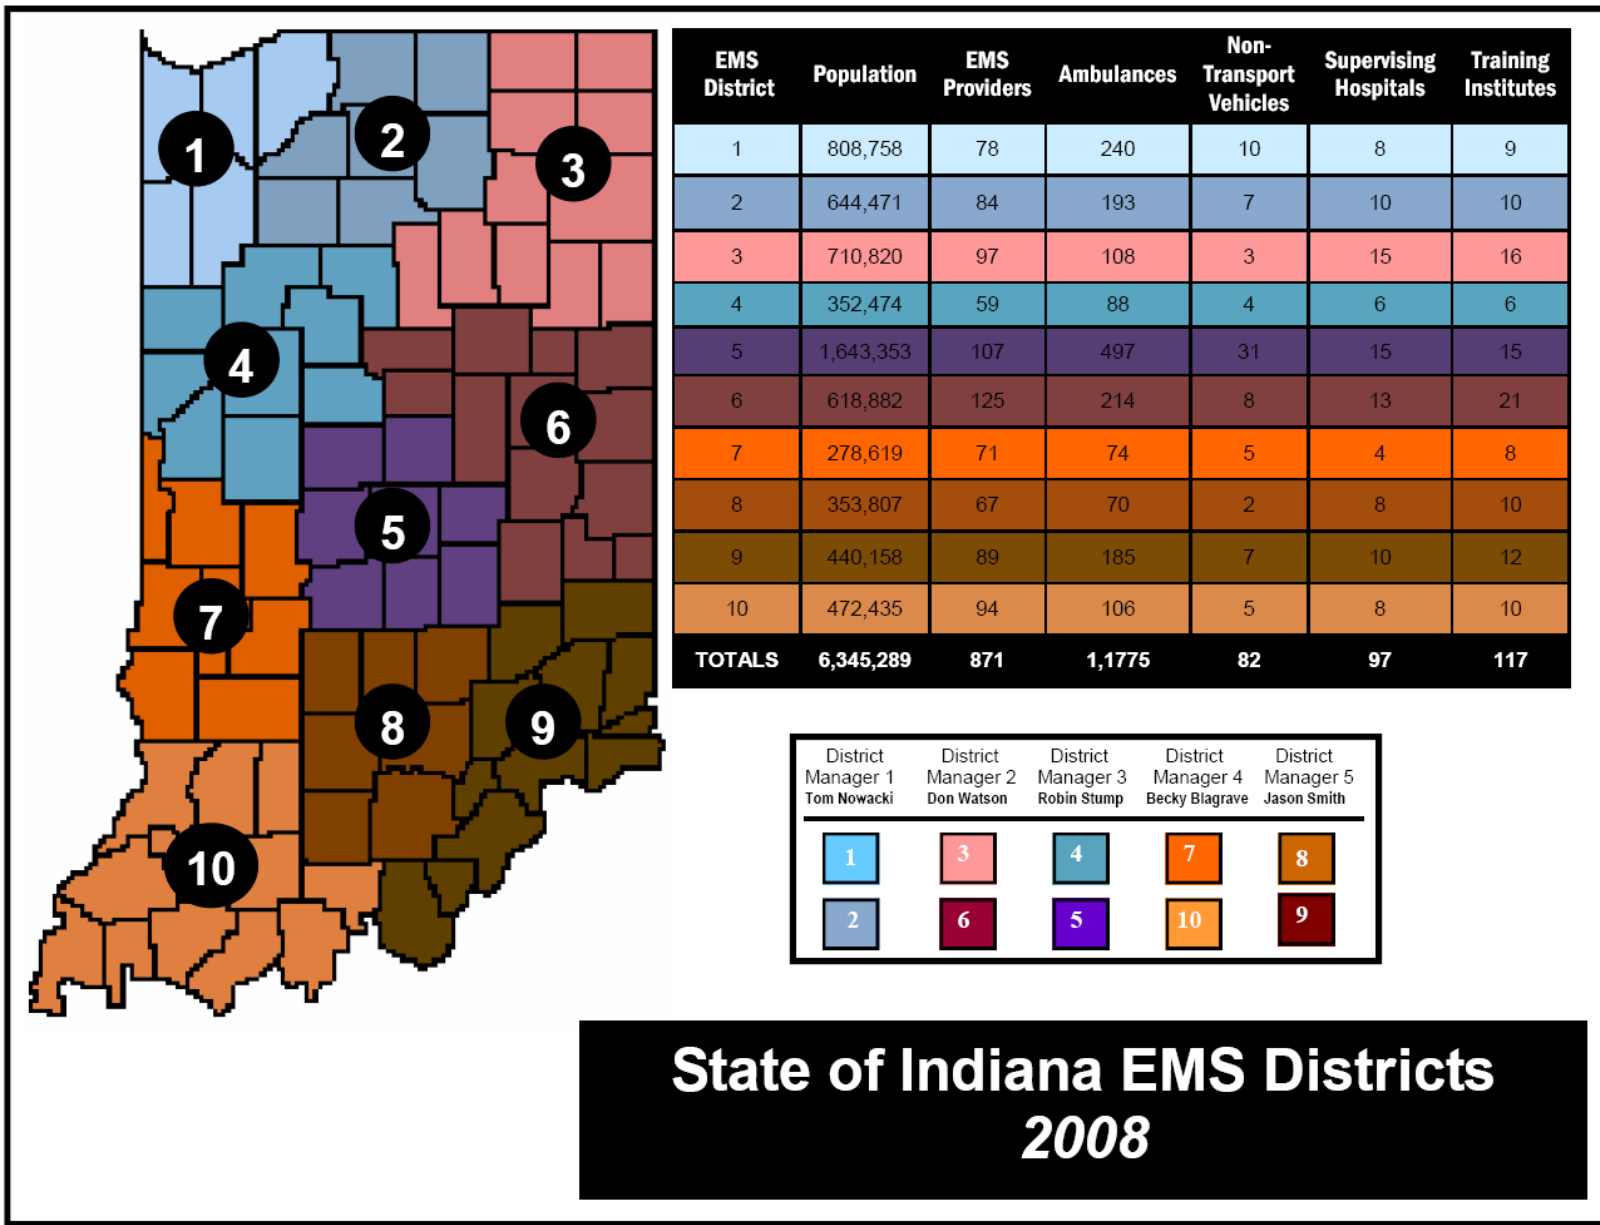 1
2
3
4
5
6
7
8
9
10
EMS District Population EMS Providers Ambulances Non-Transport Vehicles Supervising Hospitals Training Institutes
1 808,758 78 240 10 8 9
2 644,471 84 193 7 10 10
3 710,820 97 108 3 15 16
4 352,474 59 88 4 6 6
5 1,643,353 107 497 31 15 15
6 618,882 125 214 8 13 21
7 278,619 71 74 5 4 8
8 353,807 67 70 2 8 10
9 440,158 89 185 7 10 12
10 472,435 94 106 5 8 10
TOTALS 6,345,289 871 1,1775 82 97 117
District District District District District
Manager 1 Manager 2 Manager 3 Manager 4 Manager 5
Tom Nowacki Don Watson Robin Stump Becky Blagrave Jason Smith
1 3 4 7 8
2 6 5 10 9
State of Indiana EMS Districts
2008